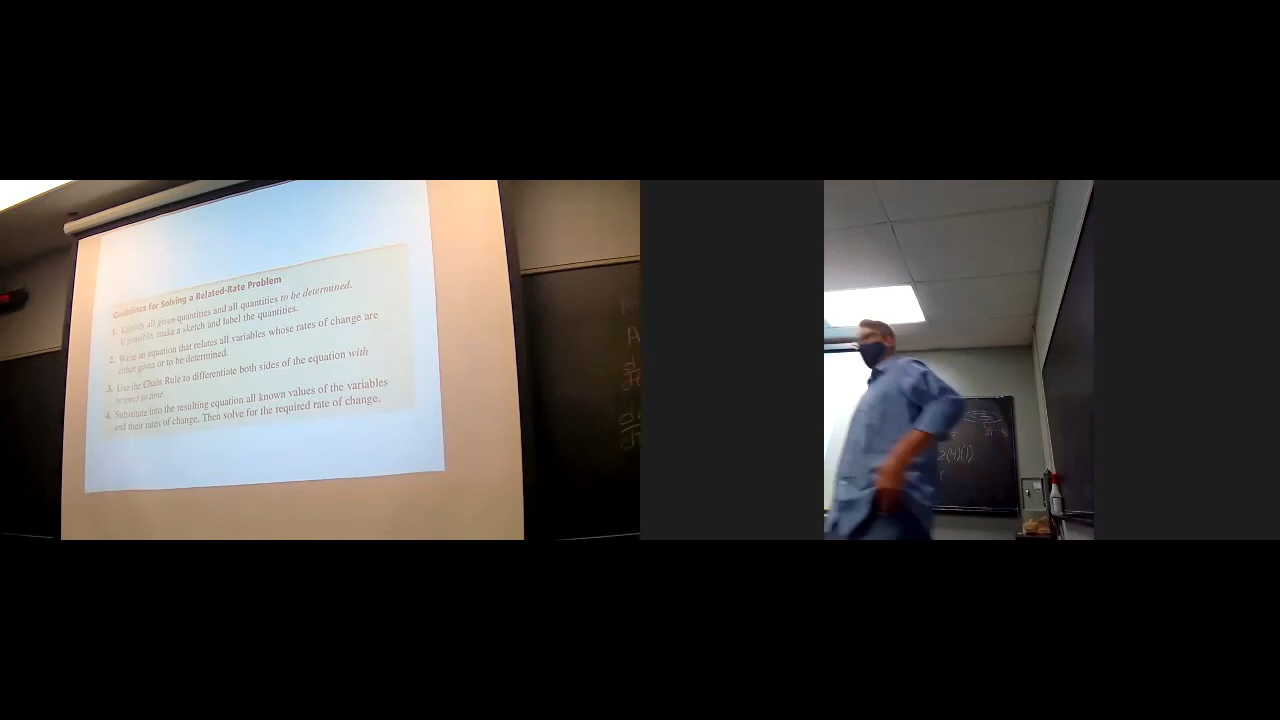 Guidelines for Solving a Related-Rate Problem
1. Identify all given quantities and all quantities to be determined.
If possible, make a sketch and label the quantities.
2. Write an equation that relates all variables whose rates of change are
either given or to be determined.
3. Use the Chain Rule to differentiate both sides of the equation with
respect to time.
4. Substitute into the resulting equation all known values of the variables
and their rates of change. Then solve for the required rate of change.
A
2(4)(1)